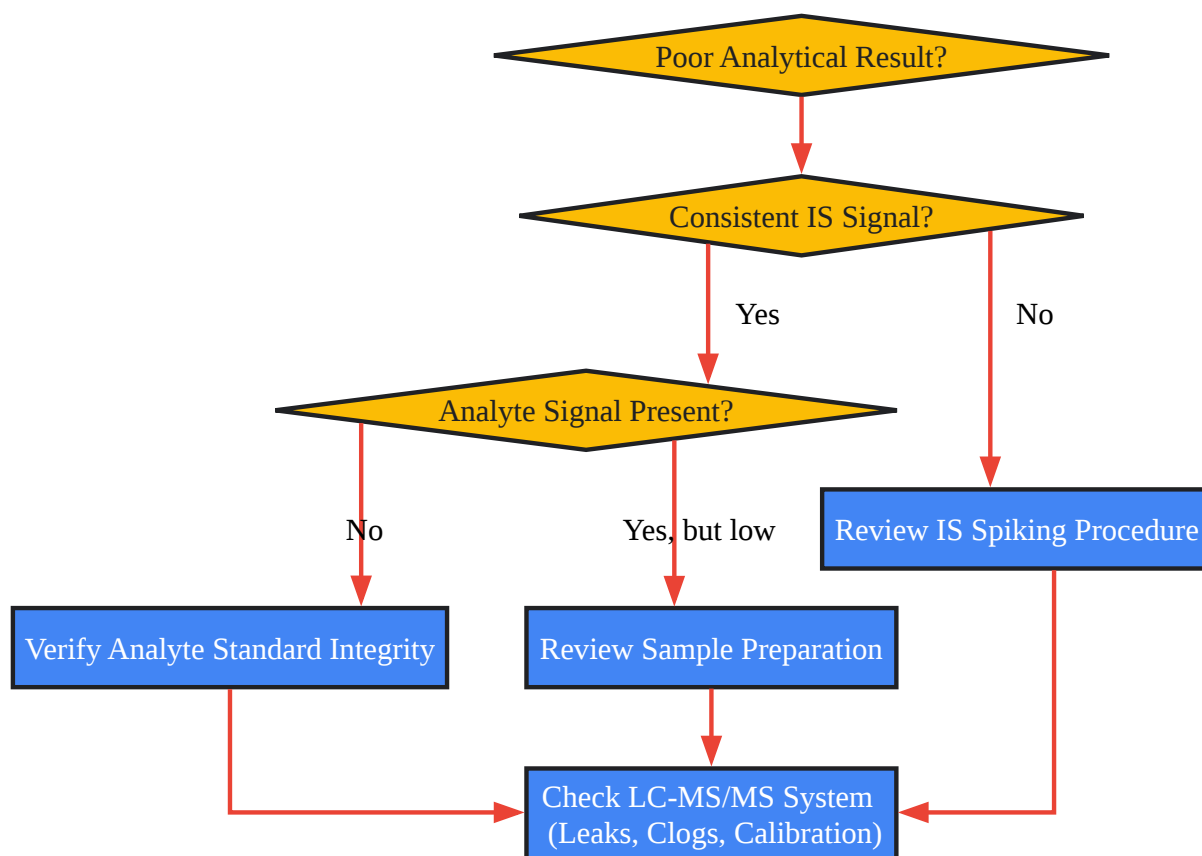 Poor Analytical Result?
Consistent IS Signal?
Yes
No
Analyte Signal Present?
No
Yes, but low
Review IS Spiking Procedure
Verify Analyte Standard Integrity
Review Sample Preparation
Check LC-MS/MS System
(Leaks, Clogs, Calibration)